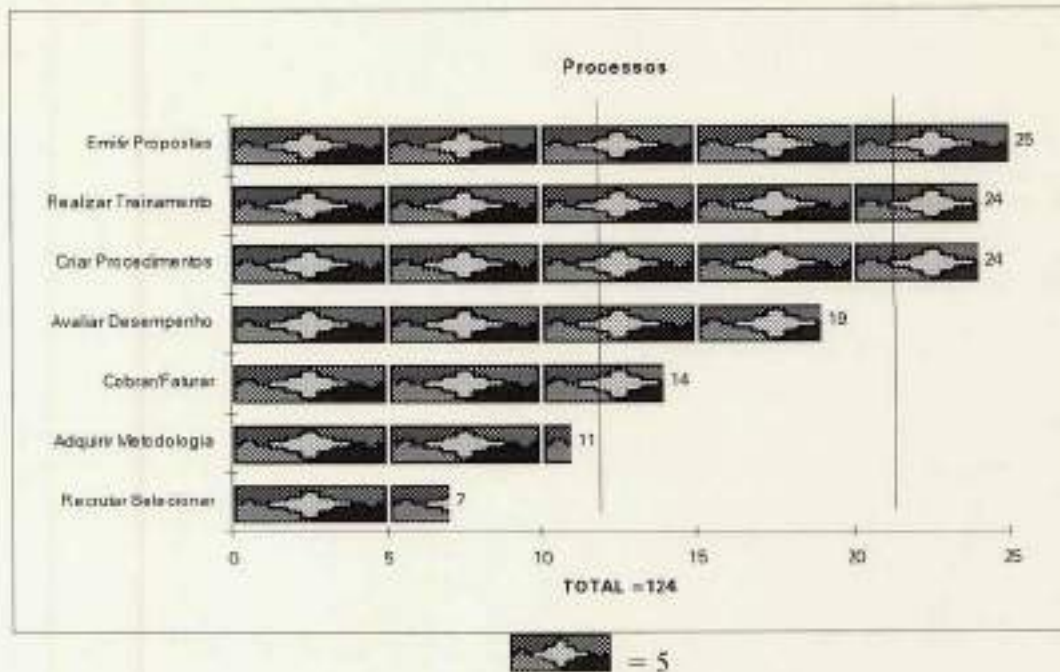 Processos
Emitir Propostas 25
Realizar Treinamento 24
Criar Procedimentos 24
Avaliar Desempenho 19
Cobrar/Faturar 14
Adquirir Metodologia 11
Recrutar Selecionar 7
0 5 10 15 20 25
TOTAL =124
= 5